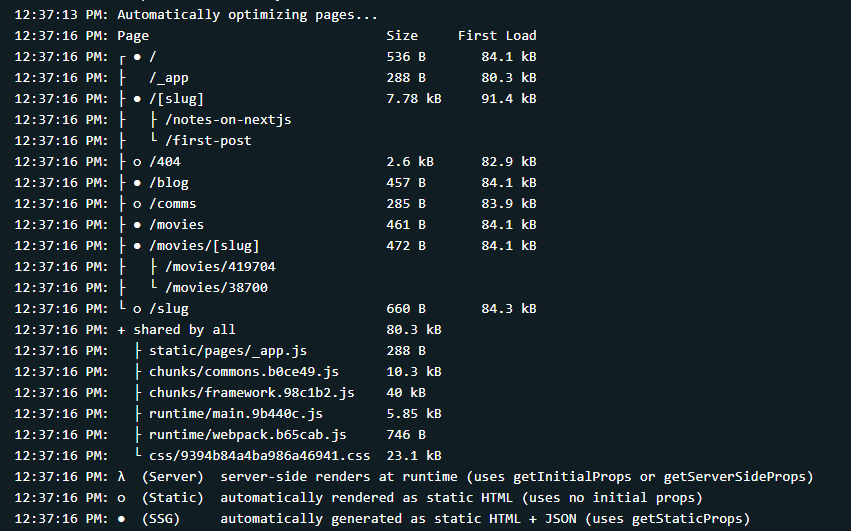 12:37:13 PM: Automatically optimizing pages...
12:37:16 PM: Page                              Size     First Load
12:37:16 PM: ┌ ● /                             536 B       84.1 kB
12:37:16 PM: ├   /_app                         288 B       80.3 kB
12:37:16 PM: ├ ● /[slug]                       7.78 kB     91.4 kB
12:37:16 PM: ├   ├ /notes-on-nextjs
12:37:16 PM: ├   └ /first-post
12:37:16 PM: ├ ○ /404                          2.6 kB      82.9 kB
12:37:16 PM: ├ ● /blog                         457 B       84.1 kB
12:37:16 PM: ├ ○ /comms                        285 B       83.9 kB
12:37:16 PM: ├ ● /movies                       461 B       84.1 kB
12:37:16 PM: ├ ● /movies/[slug]                472 B       84.1 kB
12:37:16 PM: ├   ├ /movies/419704
12:37:16 PM: ├   └ /movies/38700
12:37:16 PM: └ ○ /slug                         660 B       84.3 kB
12:37:16 PM: + shared by all                   80.3 kB
12:37:16 PM:   ├ static/pages/_app.js          288 B
12:37:16 PM:   ├ chunks/commons.b0ce49.js      10.3 kB
12:37:16 PM:   ├ chunks/framework.98c1b2.js    40 kB
12:37:16 PM:   ├ runtime/main.9b440c.js        5.85 kB
12:37:16 PM:   ├ runtime/webpack.b65cab.js     746 B
12:37:16 PM:   └ css/9394b84a4ba986a46941.css  23.1 kB
12:37:16 PM: λ  (Server)  server-side renders at runtime (uses getInitialProps or getServerSideProps)
12:37:16 PM: ○  (Static)  automatically rendered as static HTML (uses no initial props)
12:37:16 PM: ●  (SSG)     automatically generated as static HTML + JSON (uses getStaticProps)